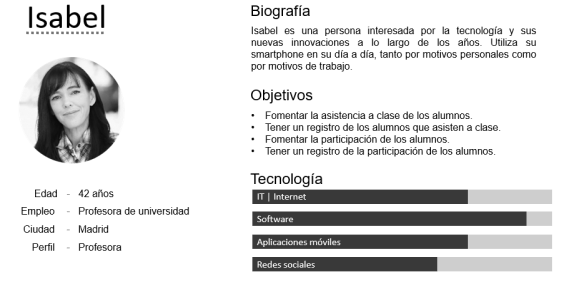 Isabel
Edad - 42 años
Empleo - Profesora de universidad
Ciudad - Madrid
Perfil - Profesora
Biografía
Isabel es una persona interesada por la tecnología y sus
nuevas innovaciones a lo largo de los años. Utiliza su
smartphone en su día a día, tanto por motivos personales como
por motivos de trabajo.
Objetivos
• Fomentar la asistencia a clase de los alumnos.
• Tener un registro de los alumnos que asisten a clase.
• Fomentar la participación de los alumnos.
• Tener un registro de la participación de los alumnos.
Tecnología
IT | Internet
Software
Aplicaciones móviles
Redes sociales